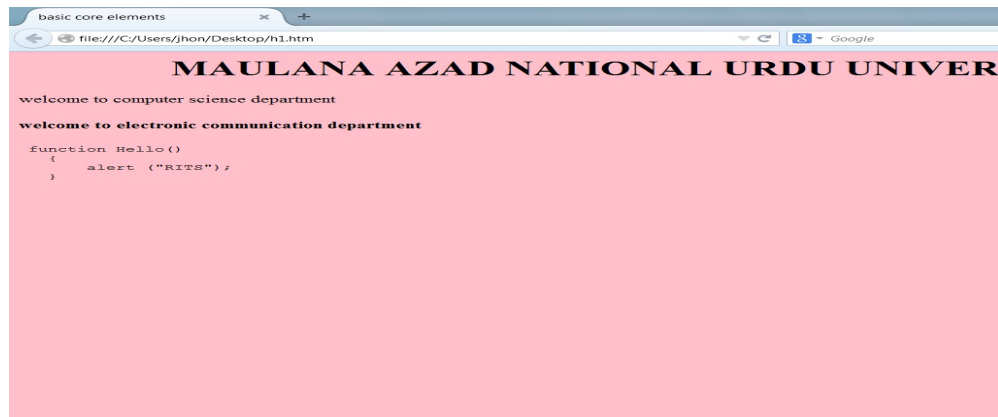 basic core elements
file:///C:/Users/jhon/Desktop/h1.htm
8 Google
MAULANA AZAD NATIONAL URDU UNIVER
welcome to computer science department
welcome to electronic communication department
function Hello()
{
alert ("RITS");
}